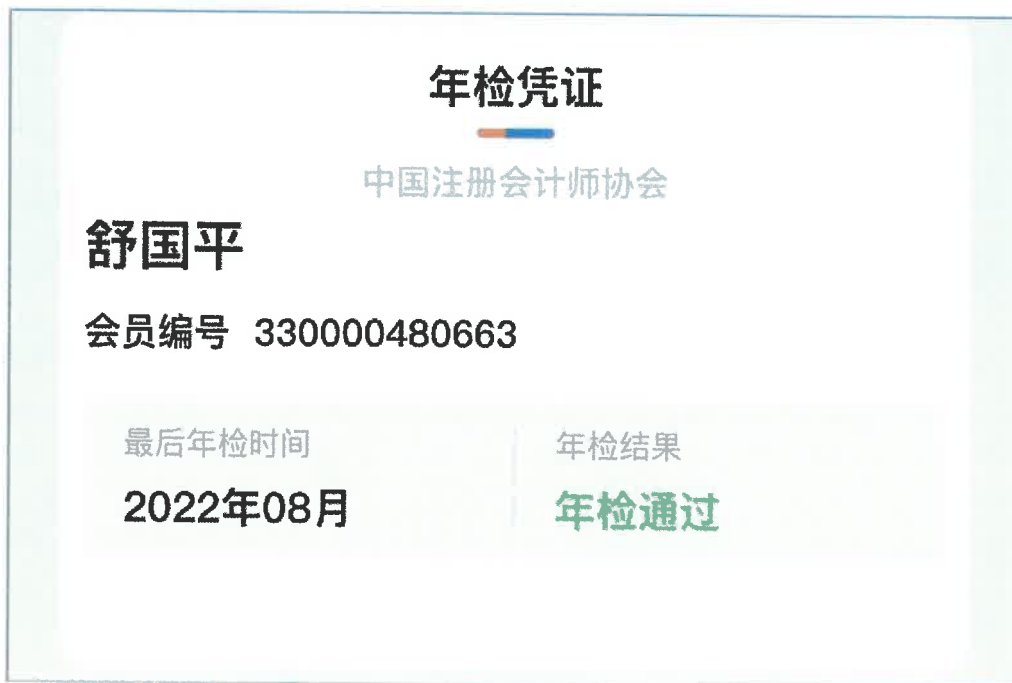 年检凭证
中国注册会计师协会
舒国平
会员编号 330000480663
最后年检时间
年检结果
2022年08月
年检通过